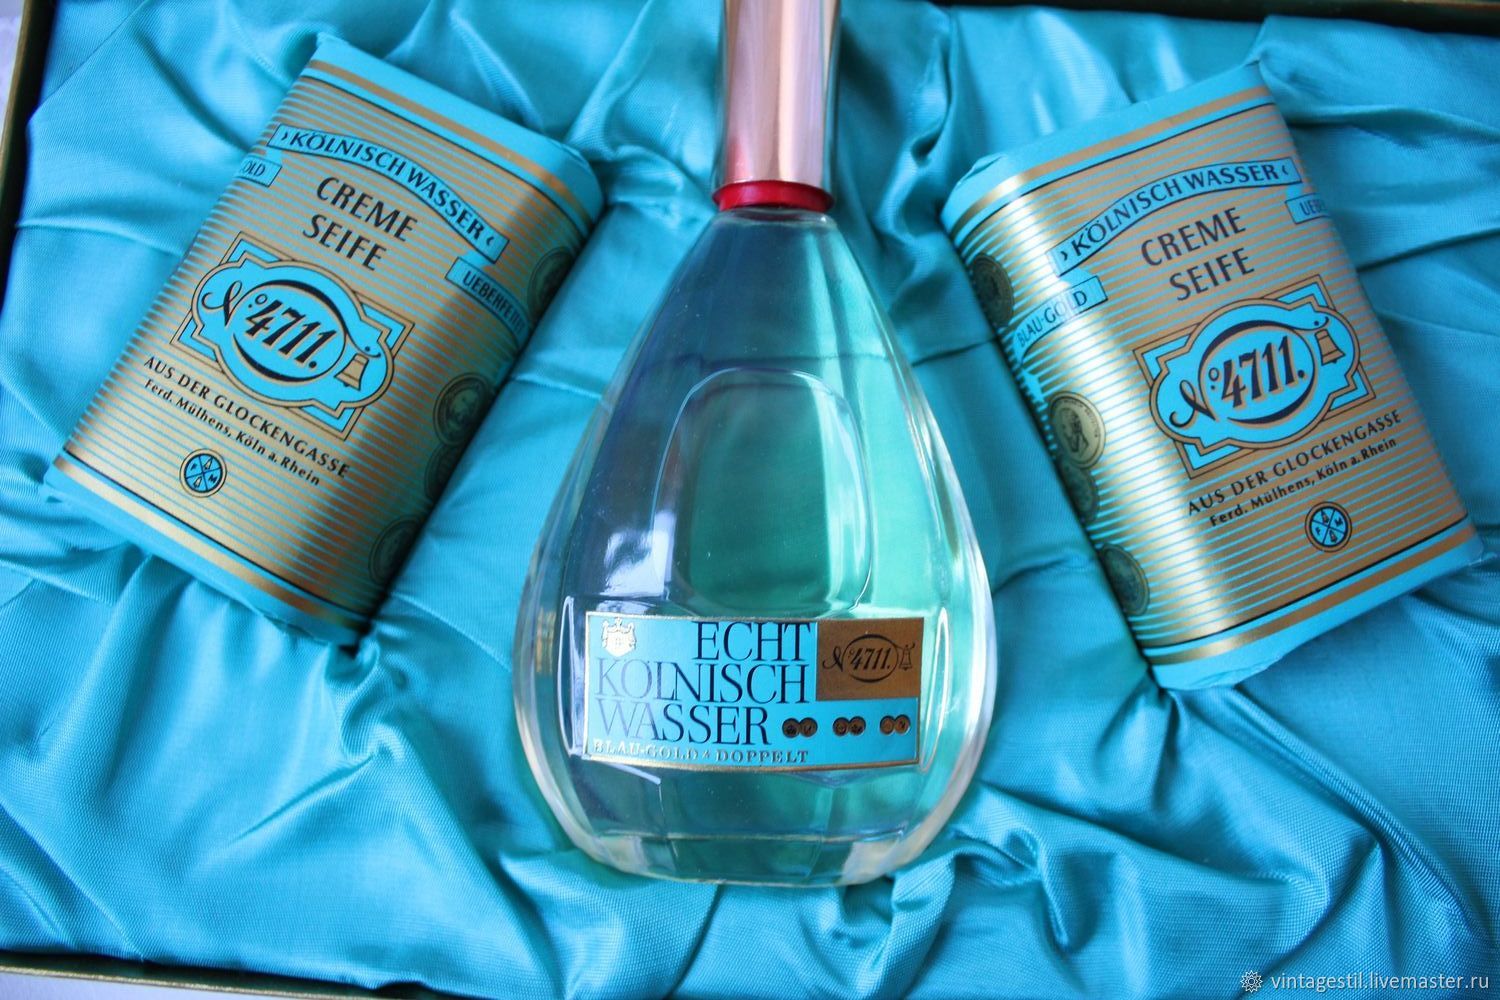 ›KÖLNISCH WASSER‹
CREME
SEIFE
Nº 4711.
AUS DER GLOCKENGASSE
Ferd. Mülhens, Köln a. Rhein
ECHT
KÖLNISCH
WASSER
BLAU-GOLD * DOPPELT
Nº 4711.
›KÖLNISCH WASSER‹
BLAU-GOLD
CREME
SEIFE
Nº 4711.
AUS DER GLOCKENGASSE
Ferd. Mülhens, Köln a. Rhein
vintagestil.livemaster.ru